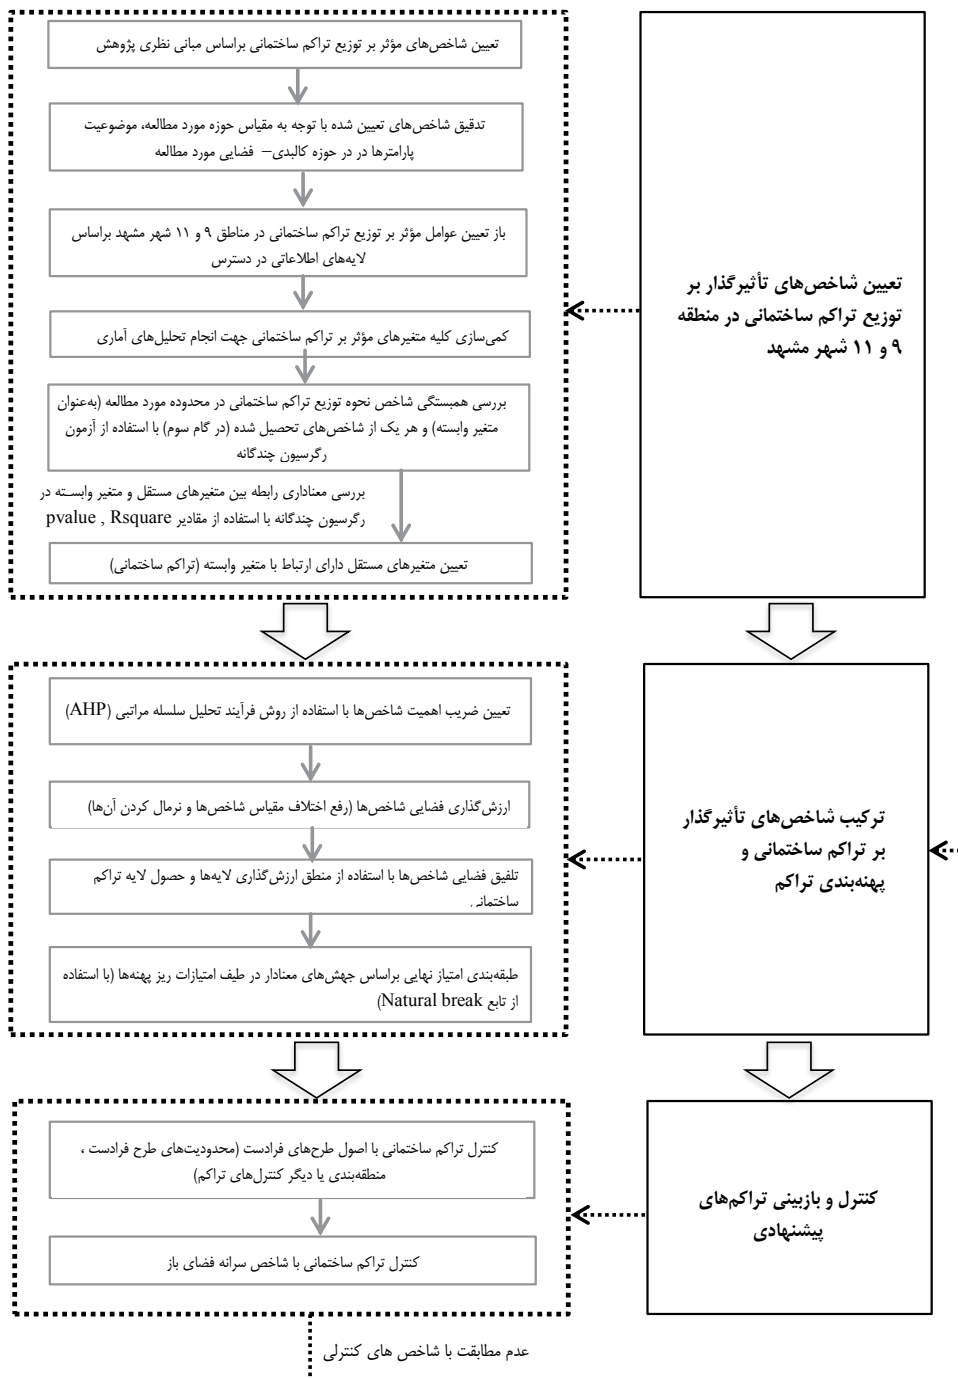 تعیین شاخص‌های تأثیرگذار بر
توزیع تراکم ساختمانی در منطقه
۹ و ۱۱ شهر مشهد
تعیین شاخص‌های مؤثر بر توزیع تراکم ساختمانی براساس مبانی نظری پژوهش
تدقیق شاخص‌های تعیین شده با توجه به مقیاس حوزه مورد مطالعه، موضوعیت
پارامترها در در حوزه کالبدی– فضایی مورد مطالعه
باز تعیین عوامل مؤثر بر توزیع تراکم ساختمانی در مناطق ۹ و ۱۱ شهر مشهد براساس
لایه‌های اطلاعاتی در دسترس
کمی‌سازی کلیه متغیرهای مؤثر بر تراکم ساختمانی جهت انجام تحلیل‌های آماری
بررسی همبستگی شاخص نحوه توزیع تراکم ساختمانی در محدوده مورد مطالعه (به‌عنوان
متغیر وابسته) و هر یک از شاخص‌های تحصیل شده (در گام سوم) با استفاده از آزمون
رگرسیون چندگانه
بررسی معناداری رابطه بین متغیرهای مستقل و متغیر وابسته در
رگرسیون چندگانه با استفاده از مقادیر pvalue , Rsquare
تعیین متغیرهای مستقل دارای ارتباط با متغیر وابسته (تراکم ساختمانی)
ترکیب شاخص‌های تأثیرگذار
بر تراکم ساختمانی و
پهنه‌بندی تراکم
تعیین ضریب اهمیت شاخص‌ها با استفاده از روش فرآیند تحلیل سلسله مراتبی (AHP)
ارزش‌گذاری فضایی شاخص‌ها (رفع اختلاف مقیاس شاخص‌ها و نرمال کردن آن‌ها)
تلفیق فضایی شاخص‌ها با استفاده از منطق ارزش‌گذاری لایه‌ها و حصول لایه تراکم
ساختمانی
طبقه‌بندی امتیاز نهایی براساس جهش‌های معنادار در طیف امتیازات ریز پهنه‌ها (با استفاده
از تابع Natural break)
کنترل و بازبینی تراکم‌های
پیشنهادی
کنترل تراکم ساختمانی با اصول طرح‌های فرادست (محدودیت‌های طرح فرادست ،
منطقه‌بندی یا دیگر کنترل‌های تراکم)
کنترل تراکم ساختمانی با شاخص سرانه فضای باز
عدم مطابقت با شاخص های کنترلی